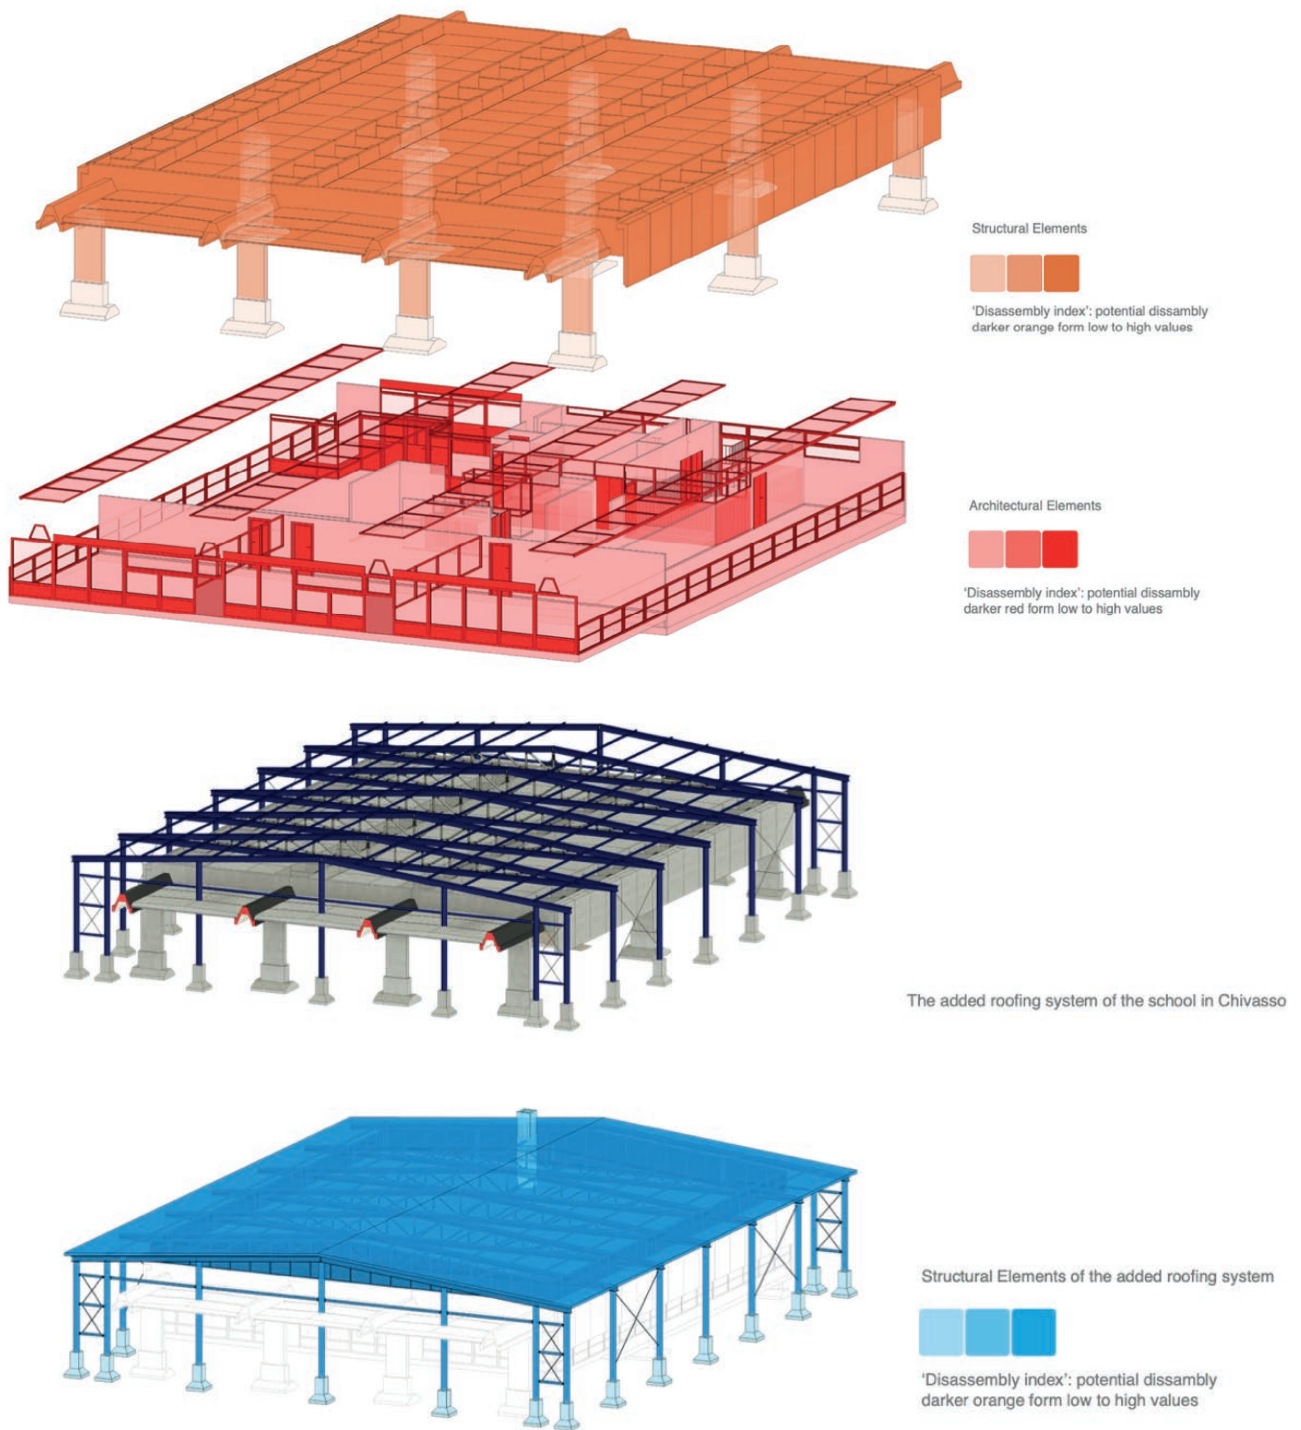 Structural Elements
'Disassembly index': potential dissambly
darker orange form low to high values
Architectural Elements
'Disassembly index': potential dissambly
darker red form low to high values
The added roofing system of the school in Chivasso
Structural Elements of the added roofing system
'Disassembly index': potential dissambly
darker orange form low to high values